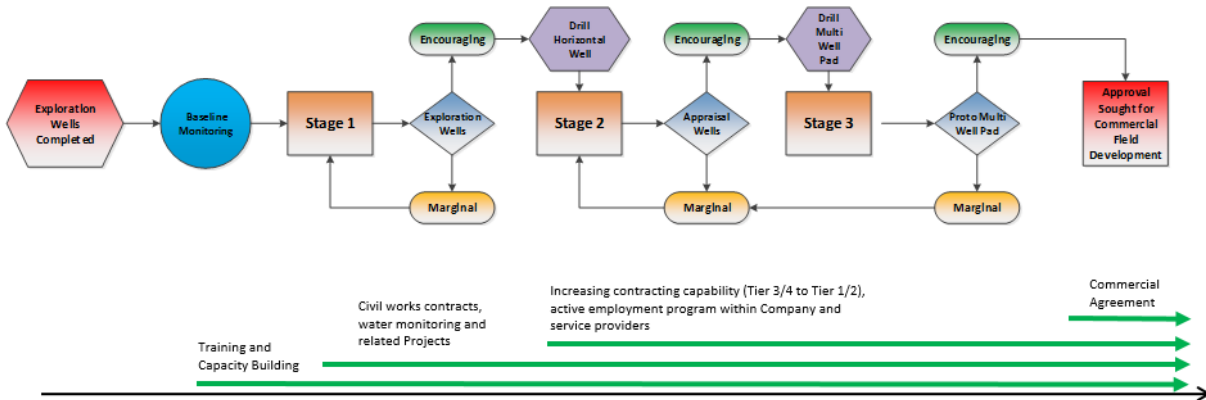 Exploration
Wells
Completed
Baseline
Monitoring
Stage 1
Encouraging
Exploration
Wells
Marginal
Drill
Horizontal
Well
Stage 2
Encouraging
Appraisal
Wells
Marginal
Drill
Multi
Well
Pad
Stage 3
Encouraging
Proto Multi
Well Pad
Marginal
Approval
Sought for
Commercial
Field
Development
Training and
Capacity Building
Civil works contracts,
water monitoring and
related Projects
Increasing contracting capability (Tier 3/4 to Tier 1/2),
active employment program within Company and
service providers
Commercial
Agreement